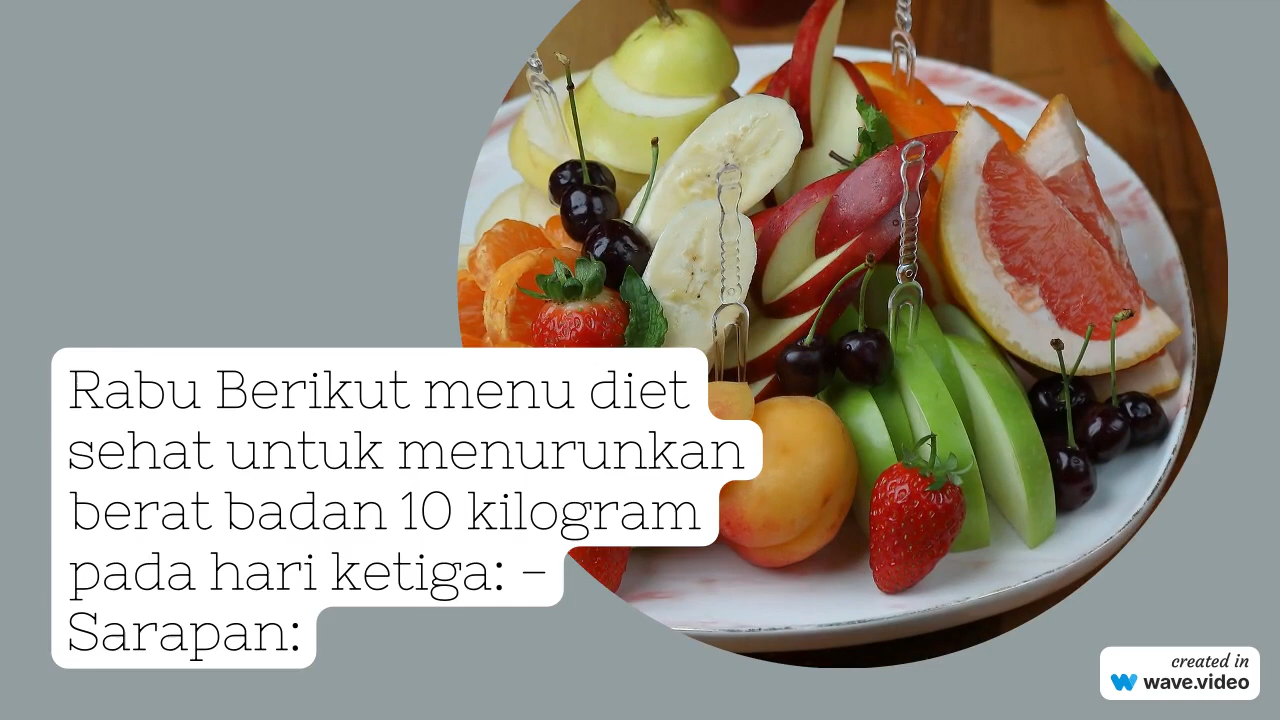 Rabu Berikut menu diet
sehat untuk menurunkan
berat badan 10 kilogram
pada hari ketiga: –
Sarapan:
created in
wave.video